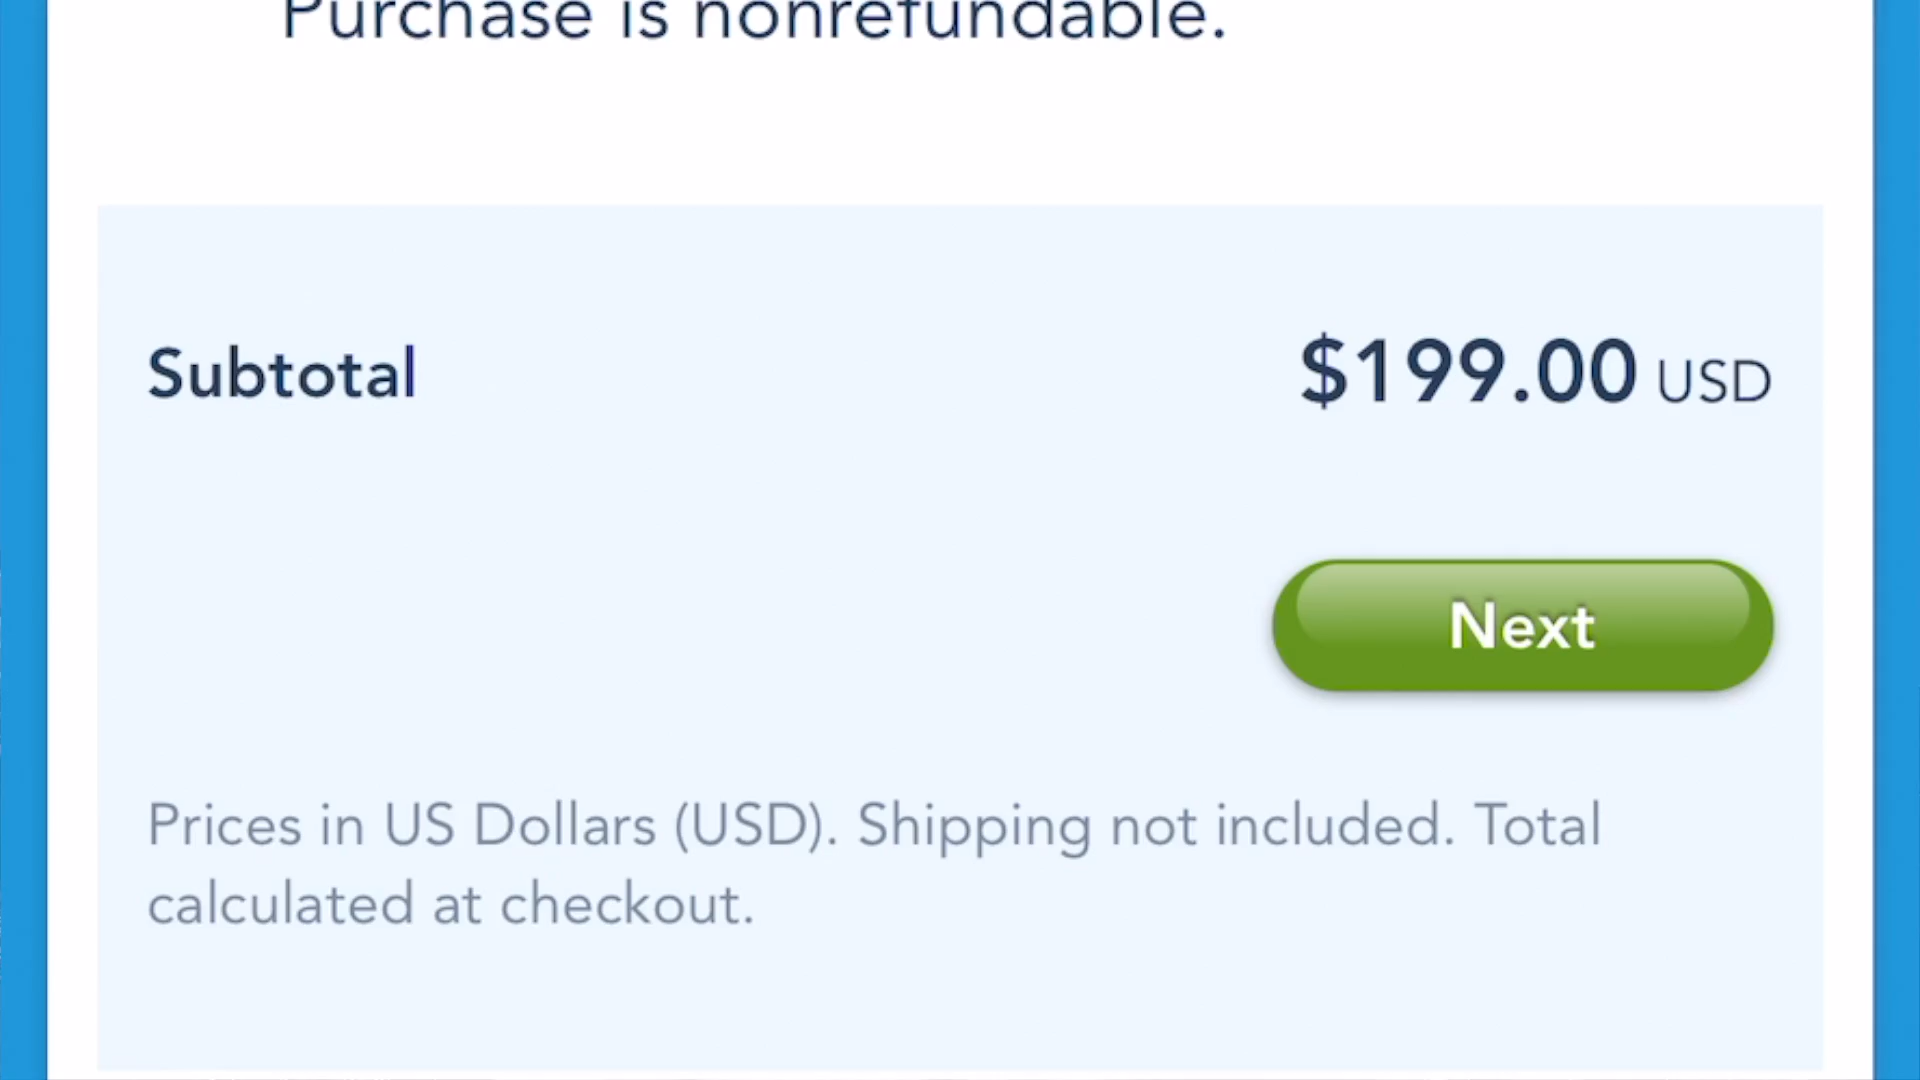 Purchase is nonrefundable.
Subtotal
$199.00 USD
Next
Prices in US Dollars (USD). Shipping not included. Total
calculated at checkout.